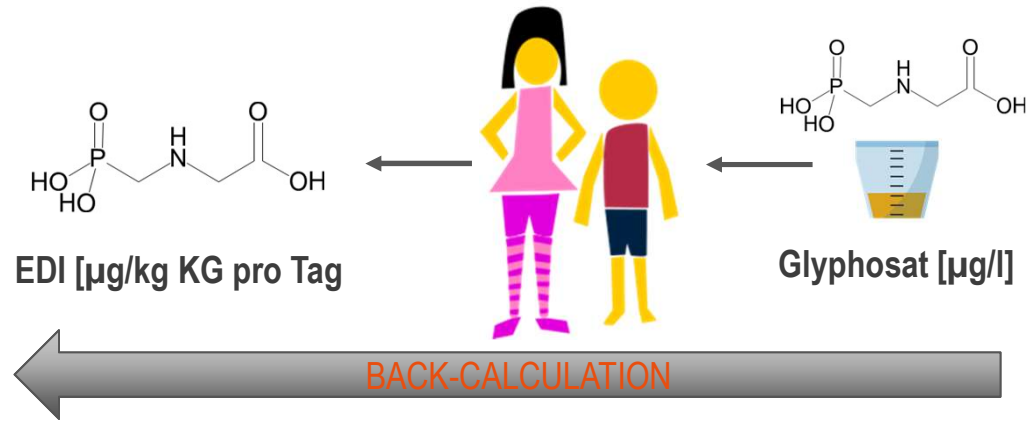 O
H
O
HO
P
N
OH
HO
O
H
O
HO
P
N
OH
HO
EDI [µg/kg KG pro Tag
Glyphosat [µg/l]
BACK-CALCULATION